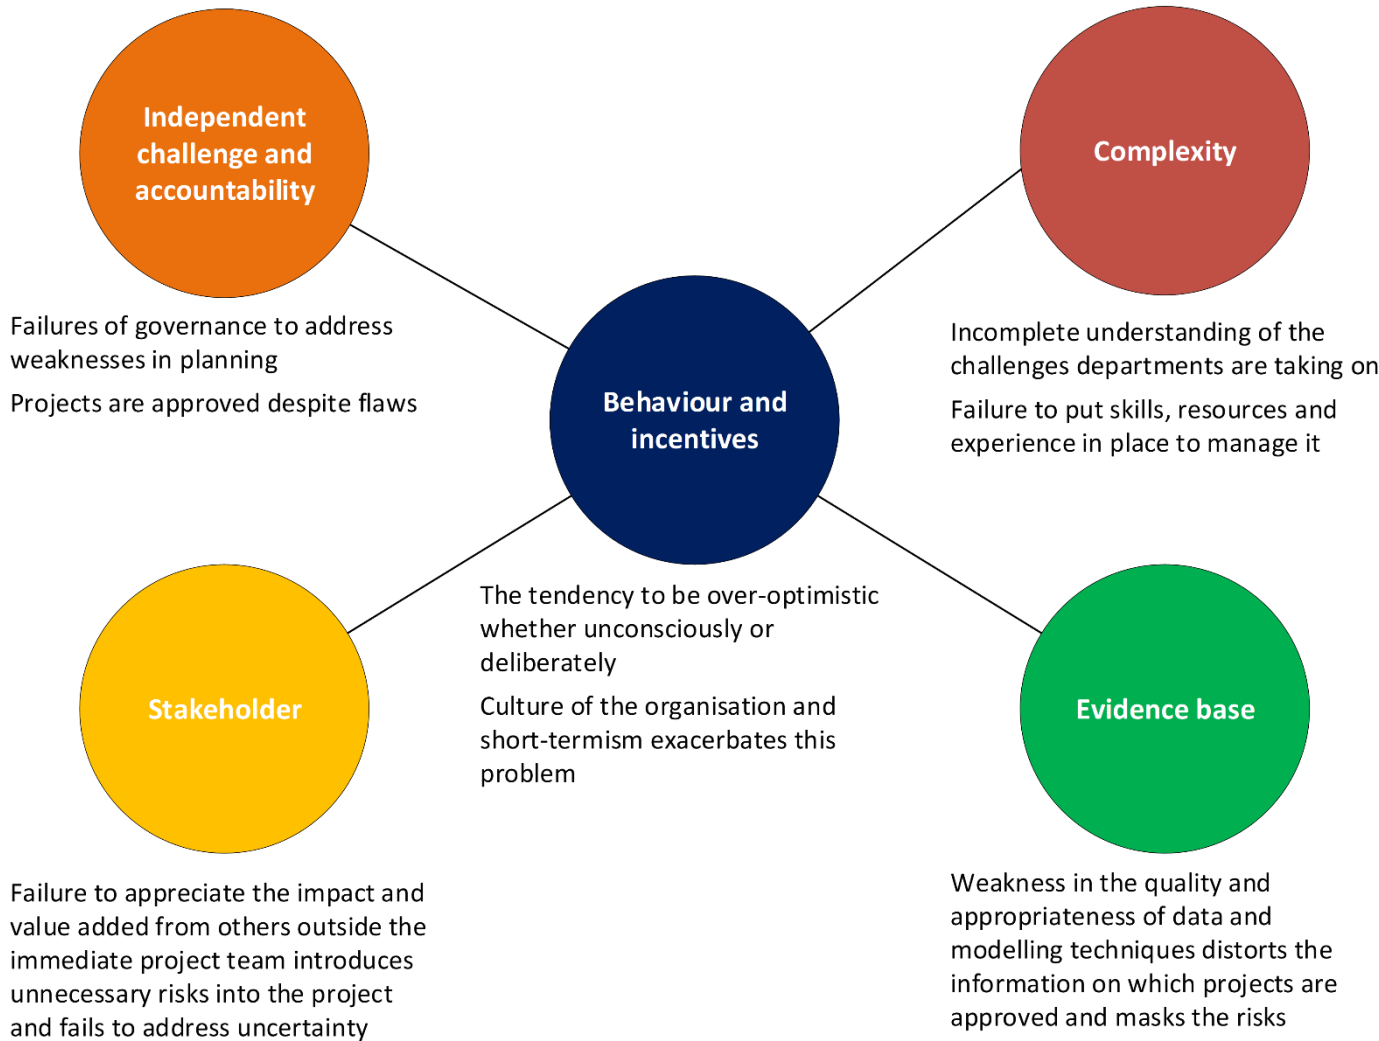 Independent
challenge and
accountability
Failures of governance to address
weaknesses in planning
Projects are approved despite flaws
Complexity
Incomplete understanding of the
challenges departments are taking on
Failure to put skills, resources and
experience in place to manage it
Behaviour and
incentives
The tendency to be over-optimistic
whether unconsciously or
deliberately
Culture of the organisation and
short-termism exacerbates this
problem
Stakeholder
Failure to appreciate the impact and
value added from others outside the
immediate project team introduces
unnecessary risks into the project
and fails to address uncertainty
Evidence base
Weakness in the quality and
appropriateness of data and
modelling techniques distorts the
information on which projects are
approved and masks the risks